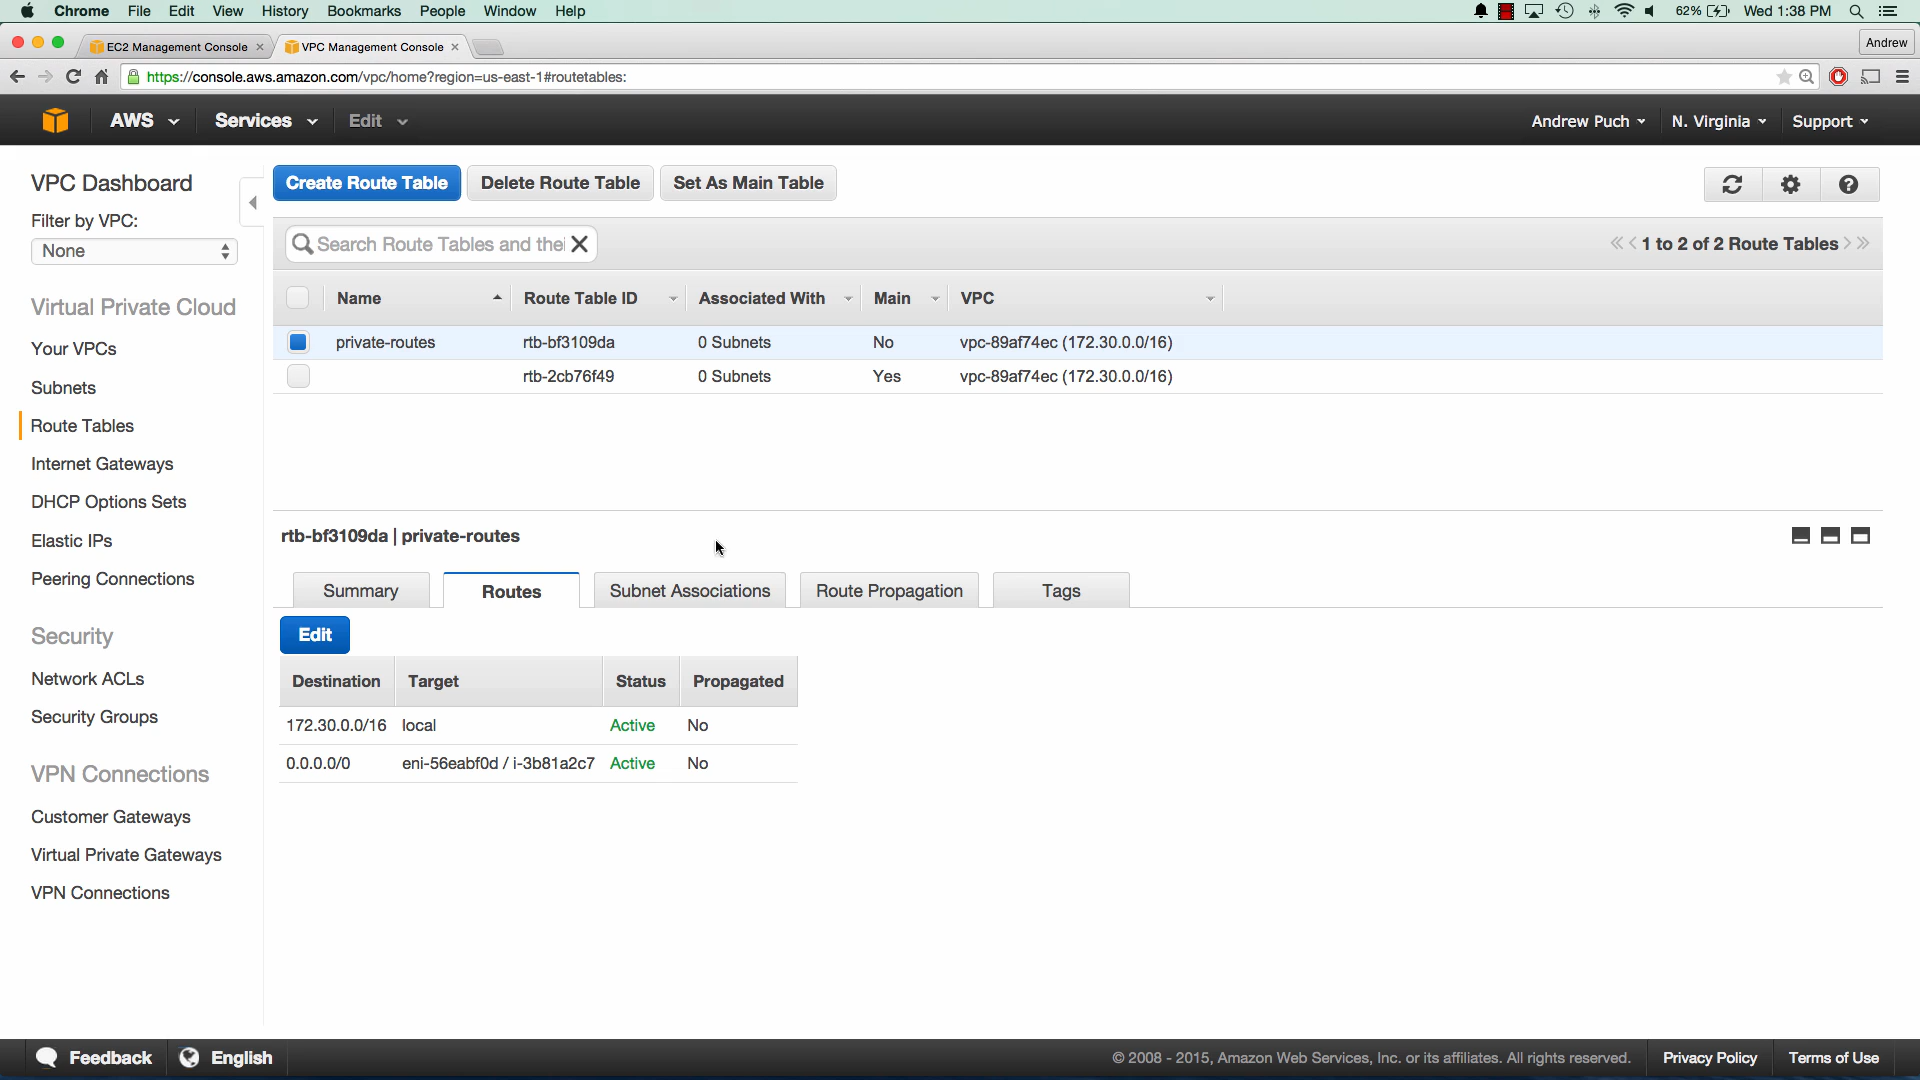 Chrome File Edit View History Bookmarks People Window Help 62% Wed 1:38 PM
EC2 Management Console VPC Management Console Andrew
https://console.aws.amazon.com/vpc/home?region=us-east-1#routetables:
AWS Services Edit Andrew Puch N. Virginia Support
VPC Dashboard
Filter by VPC:
None
Virtual Private Cloud
Your VPCs
Subnets
Route Tables
Internet Gateways
DHCP Options Sets
Elastic IPs
Peering Connections
Security
Network ACLs
Security Groups
VPN Connections
Customer Gateways
Virtual Private Gateways
VPN Connections
Create Route Table Delete Route Table Set As Main Table
Search Route Tables and thei 1 to 2 of 2 Route Tables
Name Route Table ID Associated With Main VPC
private-routes rtb-bf3109da 0 Subnets No vpc-89af74ec (172.30.0.0/16)
rtb-2cb76f49 0 Subnets Yes vpc-89af74ec (172.30.0.0/16)
rtb-bf3109da | private-routes
Summary Routes Subnet Associations Route Propagation Tags
Edit
Destination Target Status Propagated
172.30.0.0/16 local Active No
0.0.0.0/0 eni-56eabf0d / i-3b81a2c7 Active No
Feedback English © 2008 - 2015, Amazon Web Services, Inc. or its affiliates. All rights reserved. Privacy Policy Terms of Use